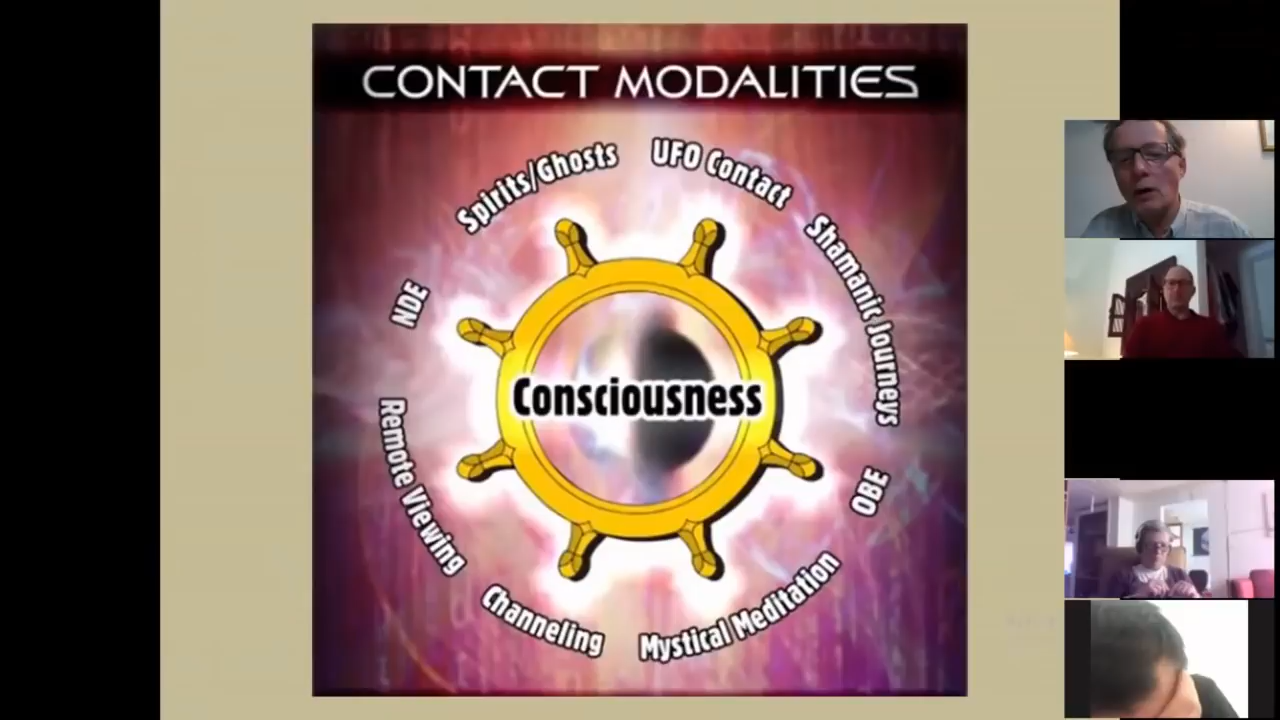 CONTACT MODALITIES
Spirits/Ghosts
UFO Contact
Shamanic Journeys
OBE
Mystical Meditation
Channeling
Remote Viewing
NDE
Consciousness